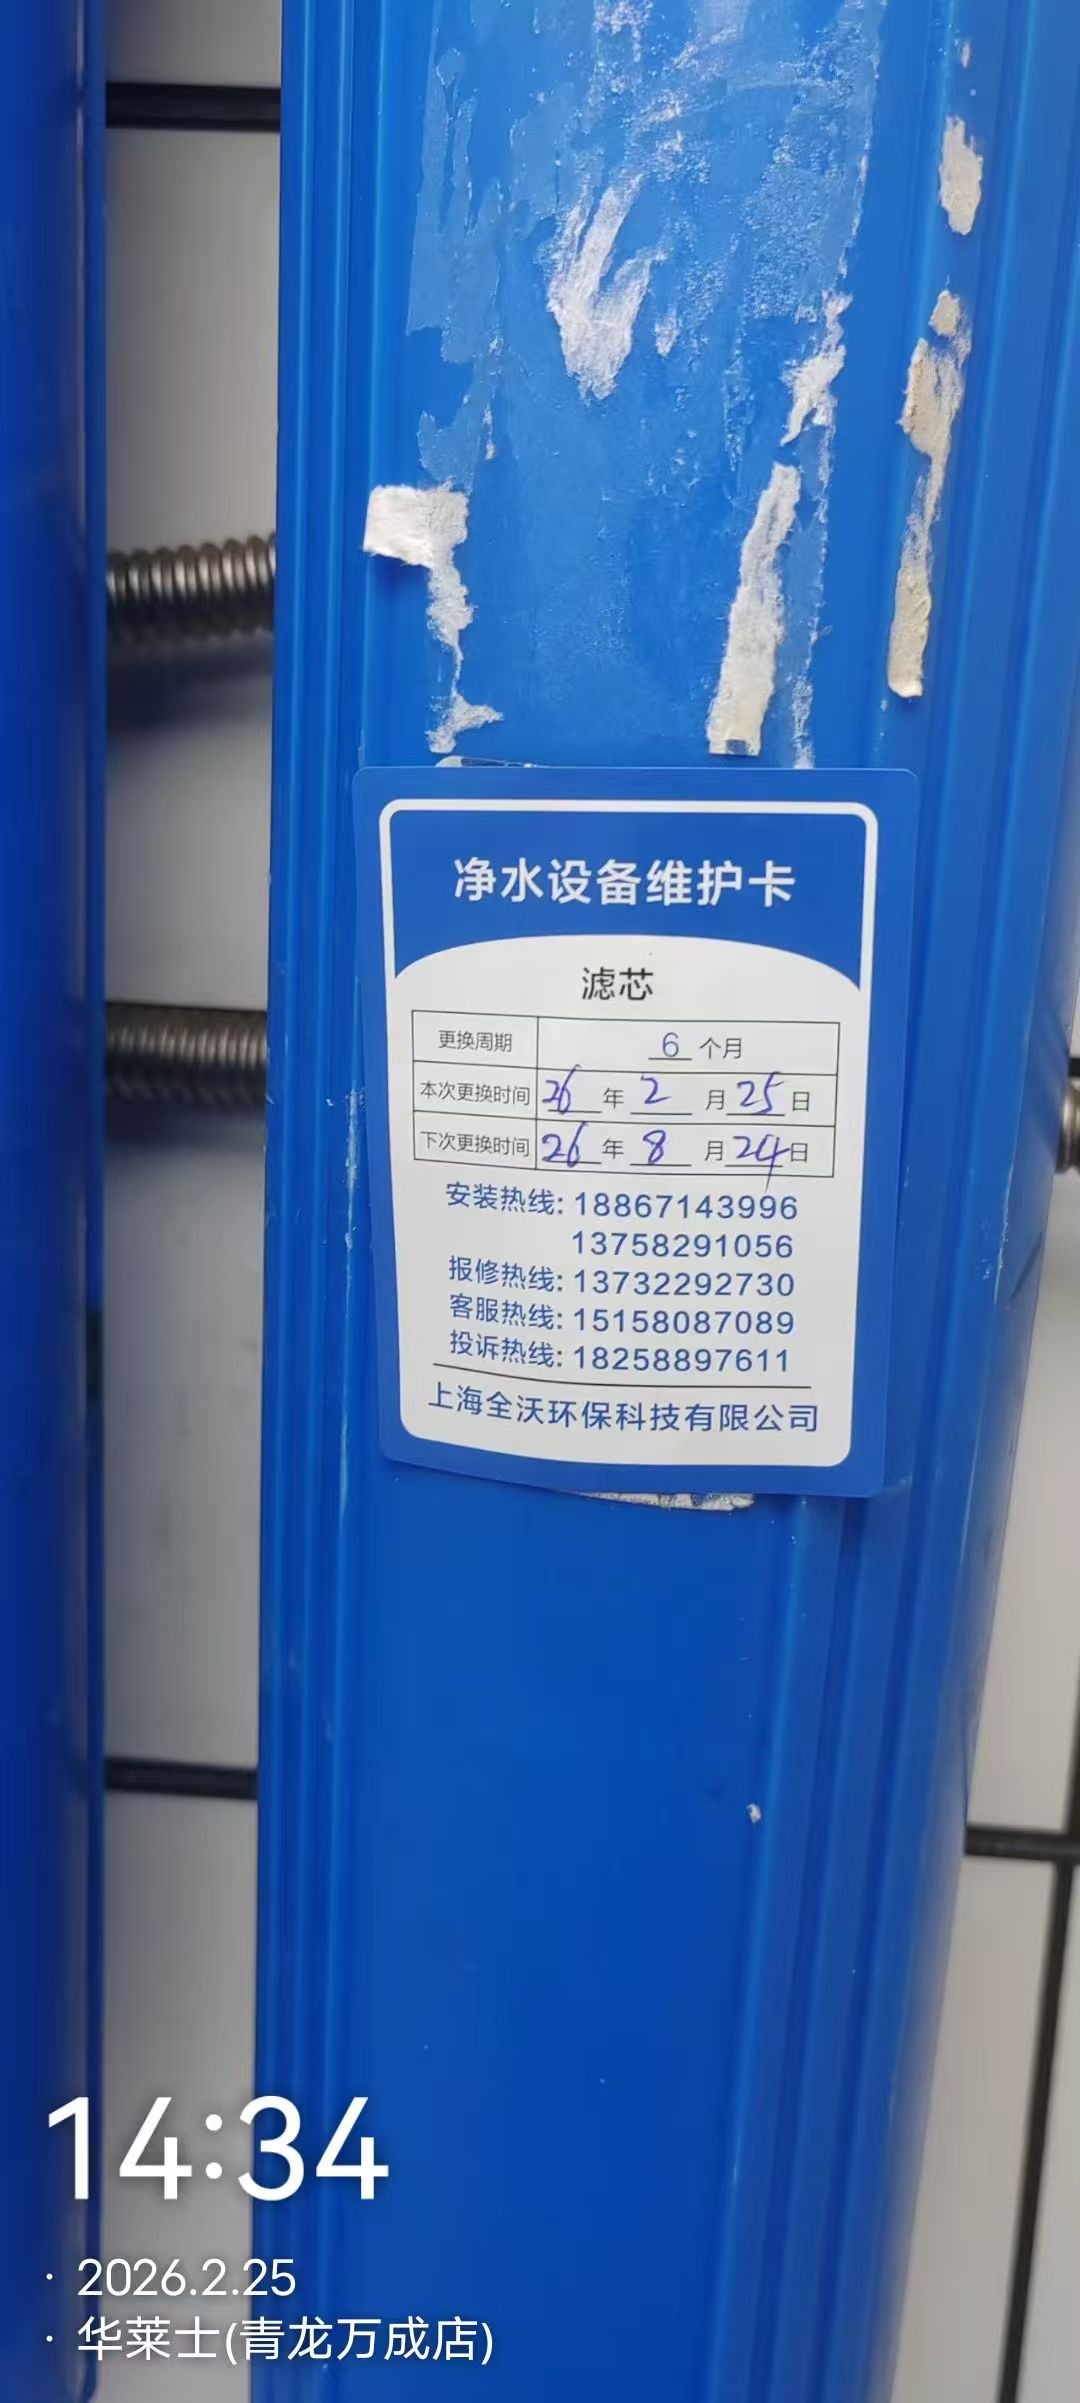 净水设备维护卡
滤芯
更换周期 6 个月
本次更换时间 26 年 2 月 25 日
下次更换时间 26 年 8 月 24 日
安装热线: 18867143996
13758291056
报修热线: 13732292730
客服热线: 15158087089
投诉热线: 18258897611
上海全沃环保科技有限公司
14:34
· 2026.2.25
· 华莱士(青龙万成店)